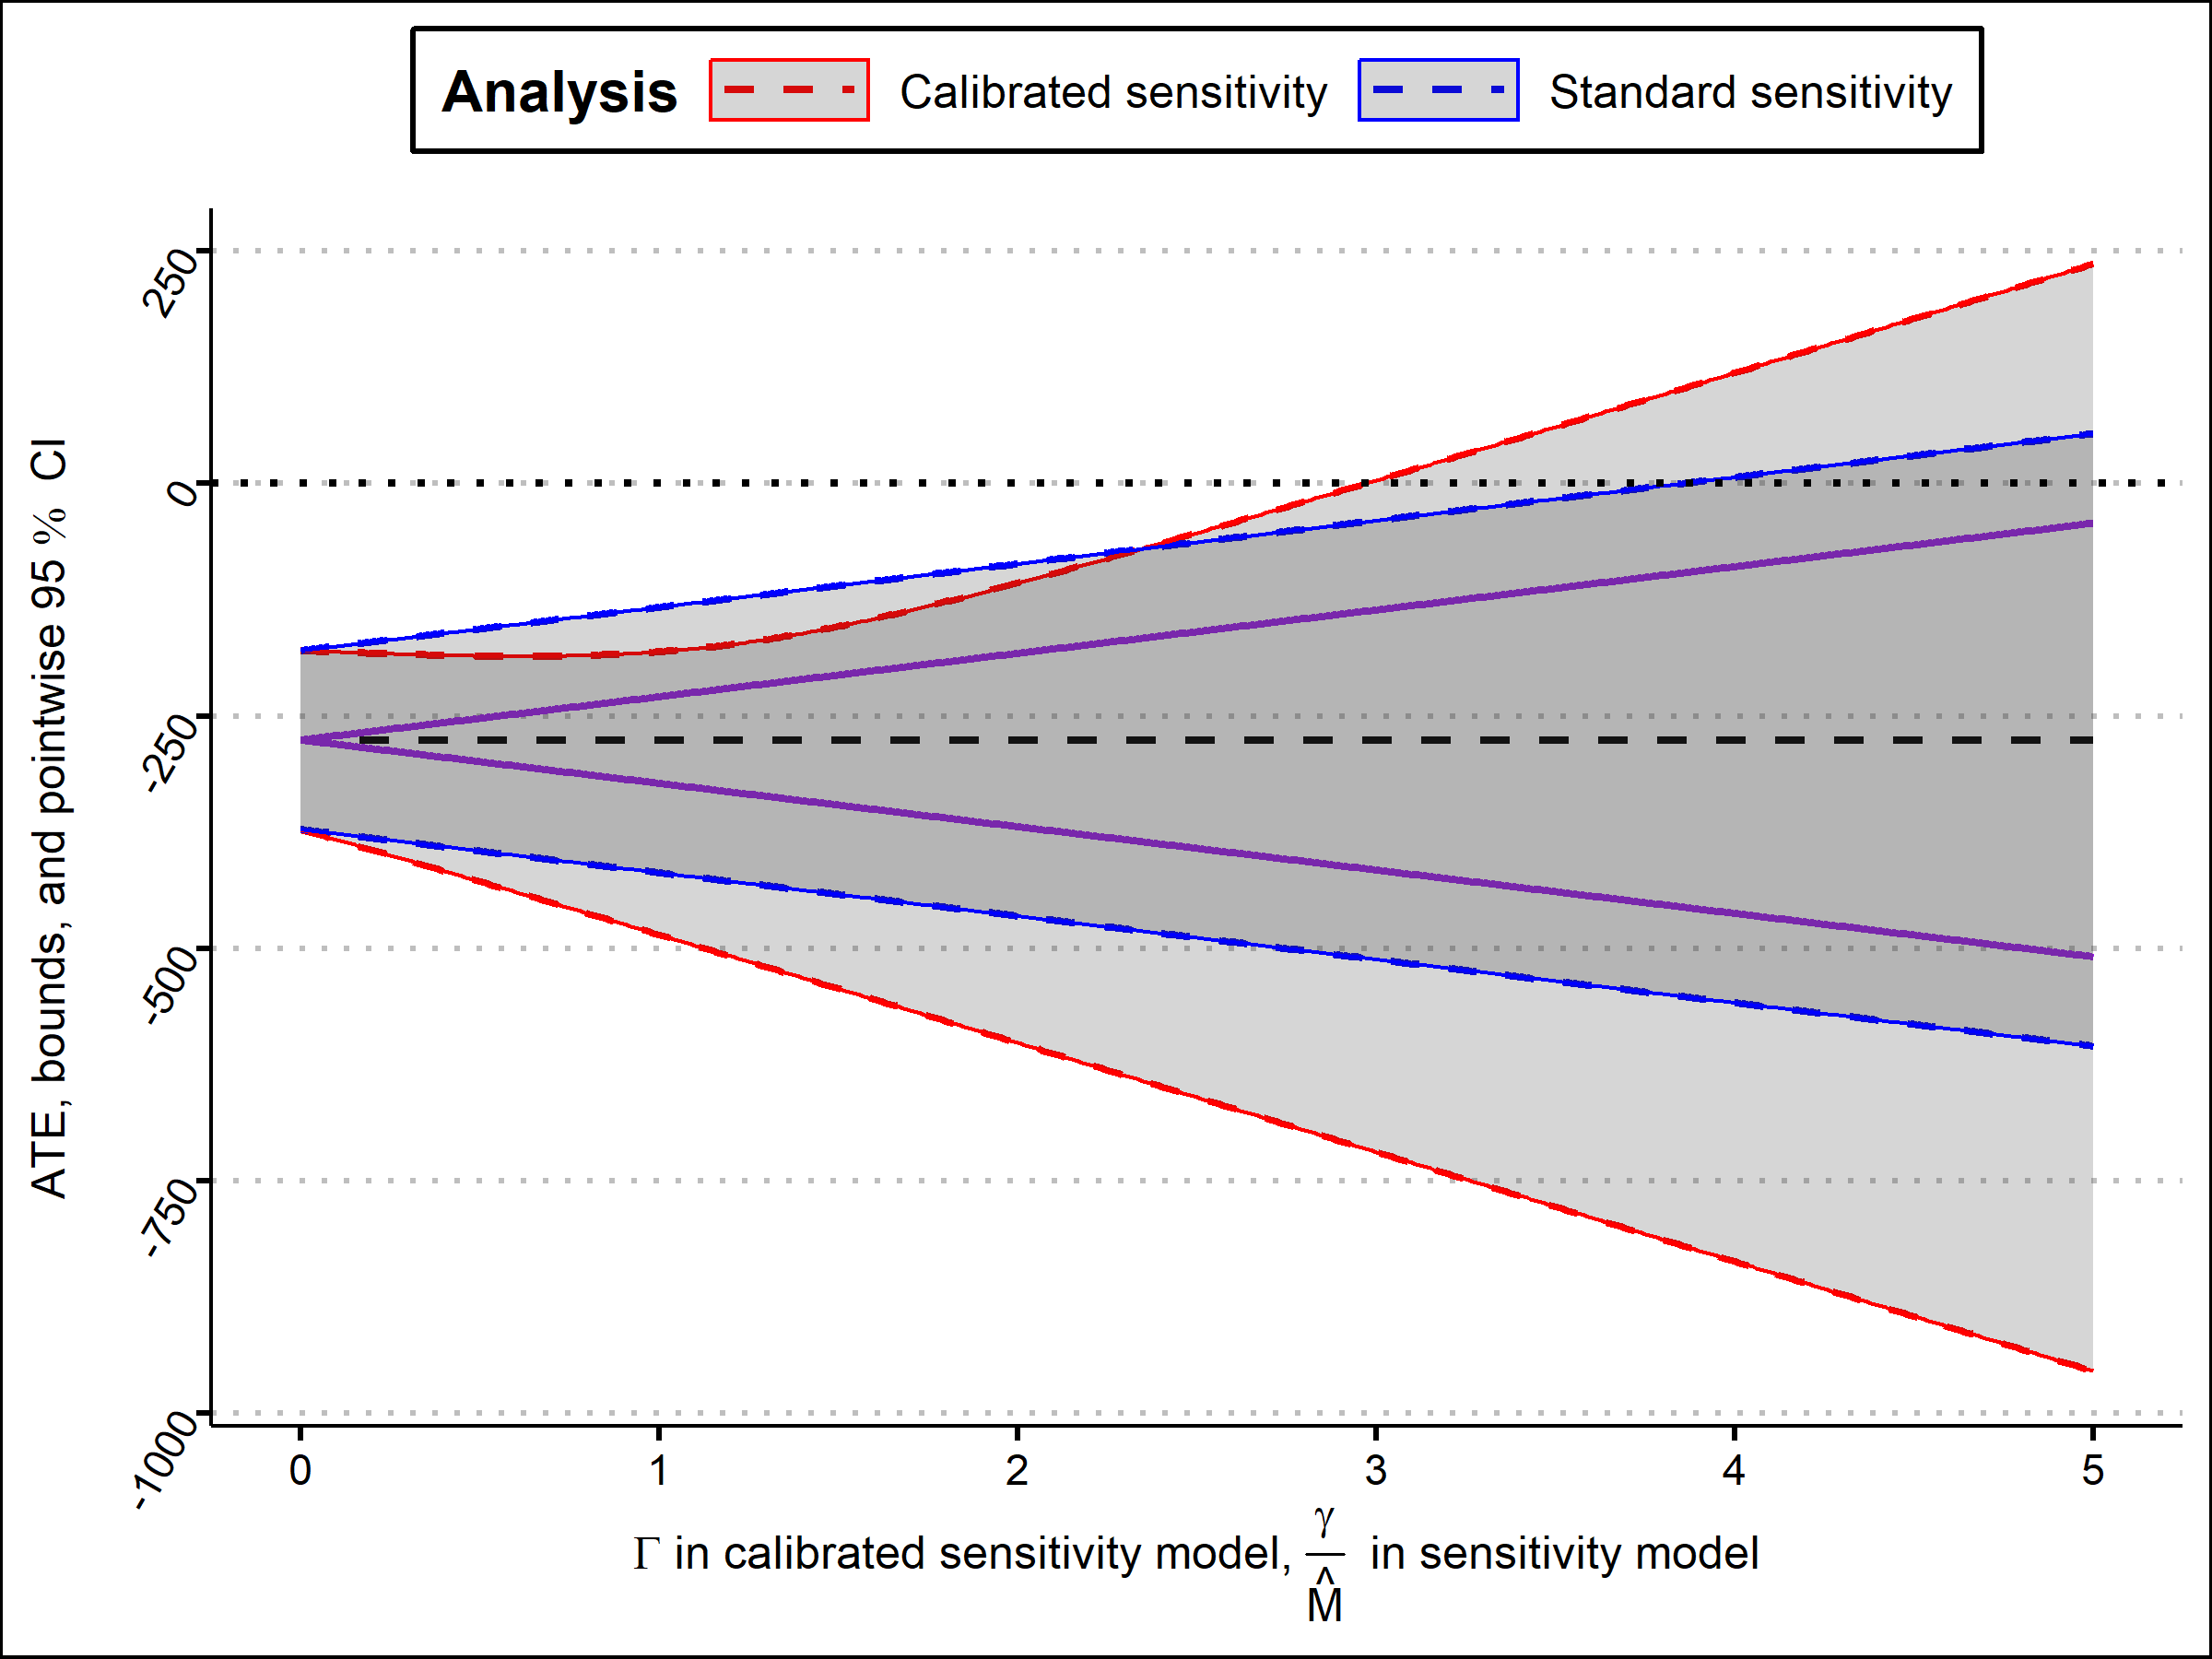 Analysis Calibrated sensitivity Standard sensitivity
ATE, bounds, and pointwise 95 % CI
250
0
-250
-500
-750
-1000
0 1 2 3 4 5
Γ in calibrated sensitivity model, γ/M̂ in sensitivity model